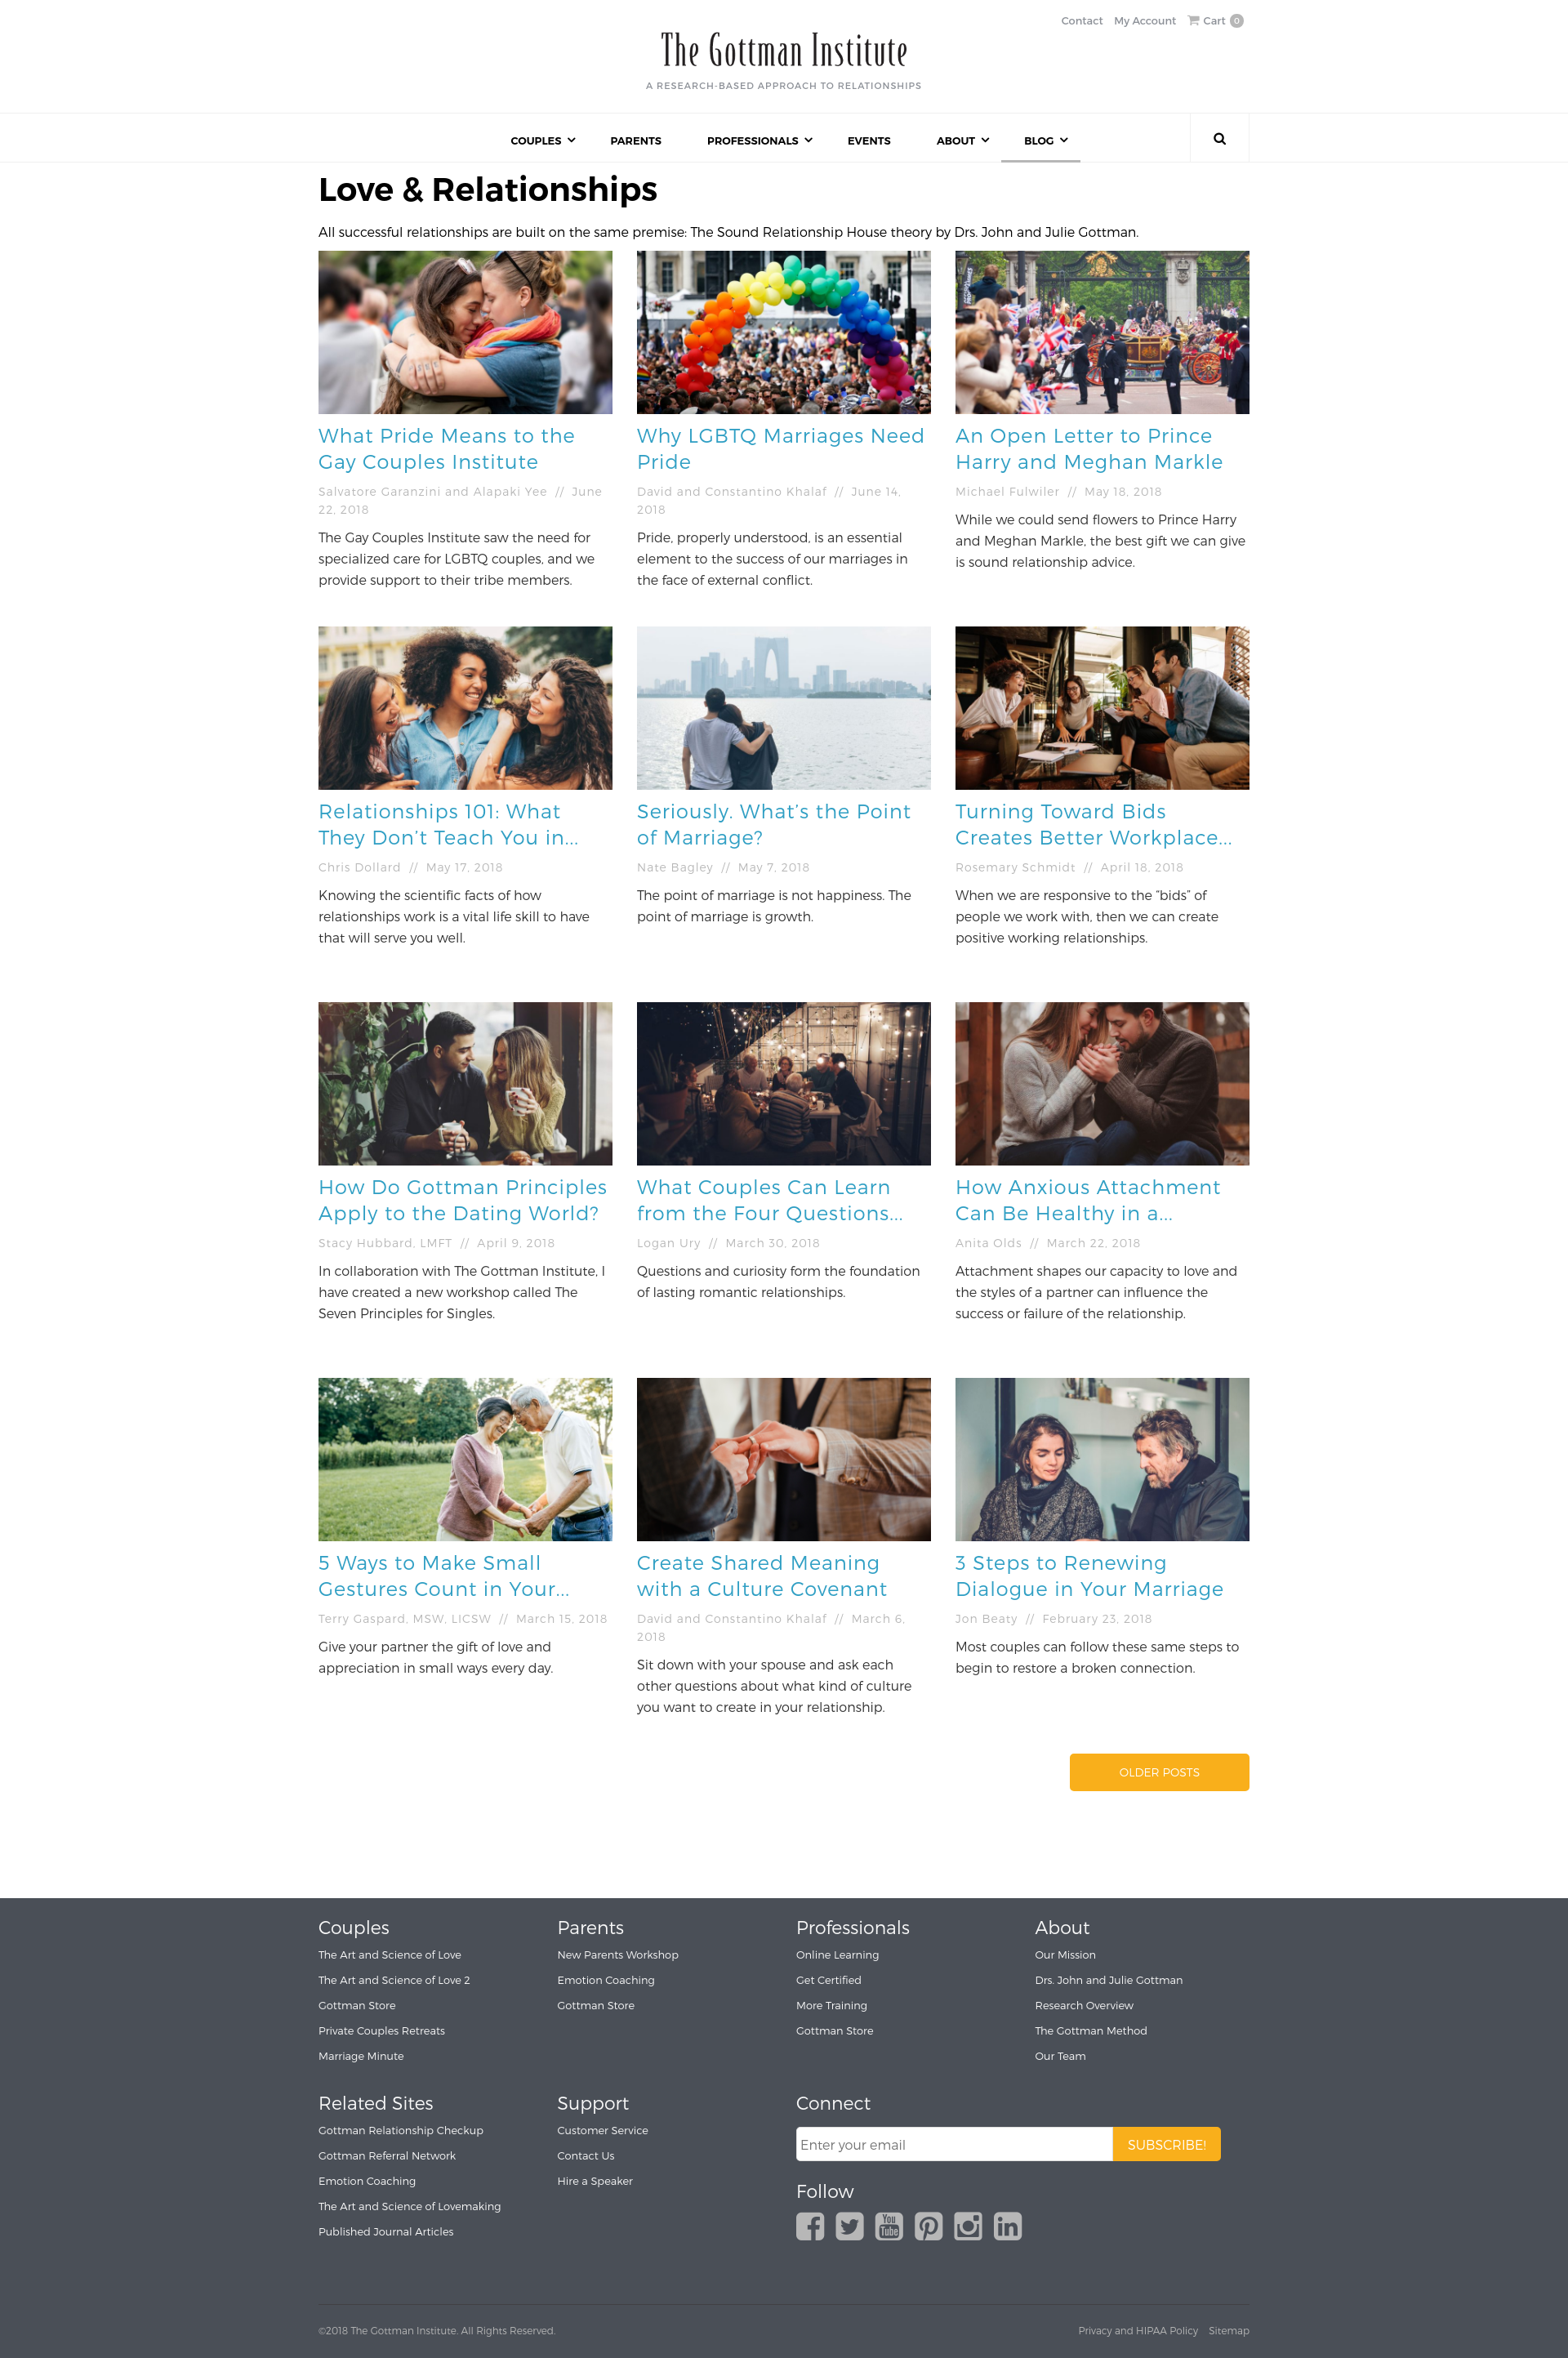 Contact My Account Cart 0
The Gottman Institute
A RESEARCH-BASED APPROACH TO RELATIONSHIPS
COUPLES PARENTS PROFESSIONALS EVENTS ABOUT BLOG
Love & Relationships
All successful relationships are built on the same premise: The Sound Relationship House theory by Drs. John and Julie Gottman.
What Pride Means to the
Gay Couples Institute
Salvatore Garanzini and Alapaki Yee // June
22, 2018
The Gay Couples Institute saw the need for
specialized care for LGBTQ couples, and we
provide support to their tribe members.
Why LGBTQ Marriages Need
Pride
David and Constantino Khalaf // June 14,
2018
Pride, properly understood, is an essential
element to the success of our marriages in
the face of external conflict.
An Open Letter to Prince
Harry and Meghan Markle
Michael Fulwiler // May 18, 2018
While we could send flowers to Prince Harry
and Meghan Markle, the best gift we can give
is sound relationship advice.
Relationships 101: What
They Don’t Teach You in...
Chris Dollard // May 17, 2018
Knowing the scientific facts of how
relationships work is a vital life skill to have
that will serve you well.
Seriously. What’s the Point
of Marriage?
Nate Bagley // May 7, 2018
The point of marriage is not happiness. The
point of marriage is growth.
Turning Toward Bids
Creates Better Workplace...
Rosemary Schmidt // April 18, 2018
When we are responsive to the “bids” of
people we work with, then we can create
positive working relationships.
How Do Gottman Principles
Apply to the Dating World?
Stacy Hubbard, LMFT // April 9, 2018
In collaboration with The Gottman Institute, I
have created a new workshop called The
Seven Principles for Singles.
What Couples Can Learn
from the Four Questions...
Logan Ury // March 30, 2018
Questions and curiosity form the foundation
of lasting romantic relationships.
How Anxious Attachment
Can Be Healthy in a...
Anita Olds // March 22, 2018
Attachment shapes our capacity to love and
the styles of a partner can influence the
success or failure of the relationship.
5 Ways to Make Small
Gestures Count in Your...
Terry Gaspard, MSW, LICSW // March 15, 2018
Give your partner the gift of love and
appreciation in small ways every day.
Create Shared Meaning
with a Culture Covenant
David and Constantino Khalaf // March 6,
2018
Sit down with your spouse and ask each
other questions about what kind of culture
you want to create in your relationship.
3 Steps to Renewing
Dialogue in Your Marriage
Jon Beaty // February 23, 2018
Most couples can follow these same steps to
begin to restore a broken connection.
OLDER POSTS
Couples
The Art and Science of Love
The Art and Science of Love 2
Gottman Store
Private Couples Retreats
Marriage Minute
Parents
New Parents Workshop
Emotion Coaching
Gottman Store
Professionals
Online Learning
Get Certified
More Training
Gottman Store
About
Our Mission
Drs. John and Julie Gottman
Research Overview
The Gottman Method
Our Team
Related Sites
Gottman Relationship Checkup
Gottman Referral Network
Emotion Coaching
The Art and Science of Lovemaking
Published Journal Articles
Support
Customer Service
Contact Us
Hire a Speaker
Connect
Enter your email SUBSCRIBE!
Follow
You
Tube
©2018 The Gottman Institute. All Rights Reserved.
Privacy and HIPAA Policy Sitemap